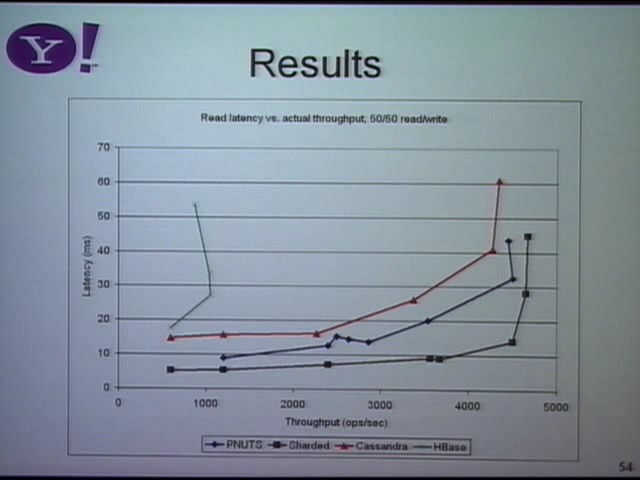 Y!
Results
Read latency vs. actual throughput, 50/50 read/write
70
60
50
40
30
20
10
0
Latency (ms)
0 1000 2000 3000 4000 5000
Throughput (ops/sec)
PNUTS Sharded Cassandra HBase
54